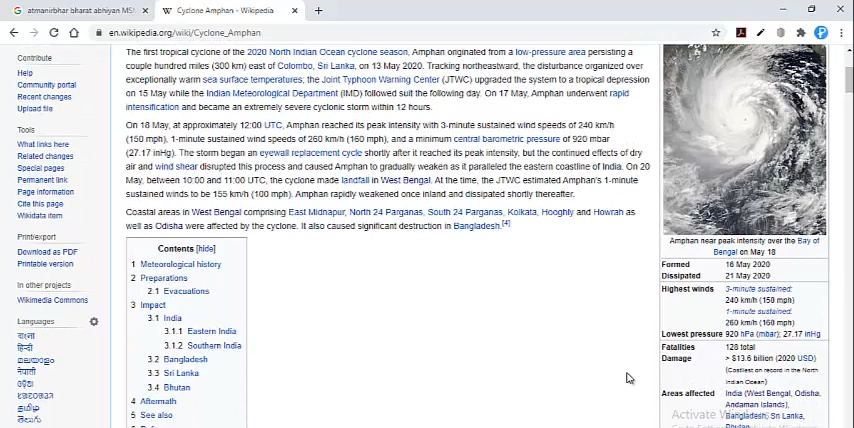 atmanirbhar bharat abhiyan MSM
Cyclone Amphan - Wikipedia
en.wikipedia.org/wiki/Cyclone_Amphan
Contribute
Help
Community portal
Recent changes
Upload file
Tools
What links here
Related changes
Special pages
Permanent link
Page information
Cite this page
Wikidata item
Print/export
Download as PDF
Printable version
In other projects
Wikimedia Commons
Languages
বাংলা
हिन्दी
മലയാളം
नेपाली
ଓଡ଼ିଆ
தமிழ்
తెలుగు
The first tropical cyclone of the 2020 North Indian Ocean cyclone season, Amphan originated from a low-pressure area persisting a
couple hundred miles (300 km) east of Colombo, Sri Lanka, on 13 May 2020. Tracking northeastward, the disturbance organized over
exceptionally warm sea surface temperatures; the Joint Typhoon Warning Center (JTWC) upgraded the system to a tropical depression
on 15 May while the Indian Meteorological Department (IMD) followed suit the following day. On 17 May, Amphan underwent rapid
intensification and became an extremely severe cyclonic storm within 12 hours.
On 18 May, at approximately 12:00 UTC, Amphan reached its peak intensity with 3-minute sustained wind speeds of 240 km/h
(150 mph), 1-minute sustained wind speeds of 260 km/h (160 mph), and a minimum central barometric pressure of 920 mbar
(27.17 inHg). The storm began an eyewall replacement cycle shortly after it reached its peak intensity, but the continued effects of dry
air and wind shear disrupted this process and caused Amphan to gradually weaken as it paralleled the eastern coastline of India. On 20
May, between 10:00 and 11:00 UTC, the cyclone made landfall in West Bengal. At the time, the JTWC estimated Amphan's 1-minute
sustained winds to be 155 km/h (100 mph). Amphan rapidly weakened once inland and dissipated shortly thereafter.
Coastal areas in West Bengal comprising East Midnapur, North 24 Parganas, South 24 Parganas, Kolkata, Hooghly and Howrah as
well as Odisha were affected by the cyclone. It also caused significant destruction in Bangladesh.[4]
Contents [hide]
1 Meteorological history
2 Preparations
2.1 Evacuations
3 Impact
3.1 India
3.1.1 Eastern India
3.1.2 Southern India
3.2 Bangladesh
3.3 Sri Lanka
3.4 Bhutan
4 Aftermath
5 See also
Amphan near peak intensity over the Bay of
Bengal on May 18
Formed 16 May 2020
Dissipated 21 May 2020
Highest winds 3-minute sustained:
240 km/h (150 mph)
1-minute sustained:
260 km/h (160 mph)
Lowest pressure 920 hPa (mbar); 27.17 inHg
Fatalities 128 total
Damage > $13.6 billion (2020 USD)
(Costliest on record in the North
Indian Ocean)
Areas affected India (West Bengal, Odisha,
Andaman Islands),
Bangladesh, Sri Lanka,
Bhutan
Activate